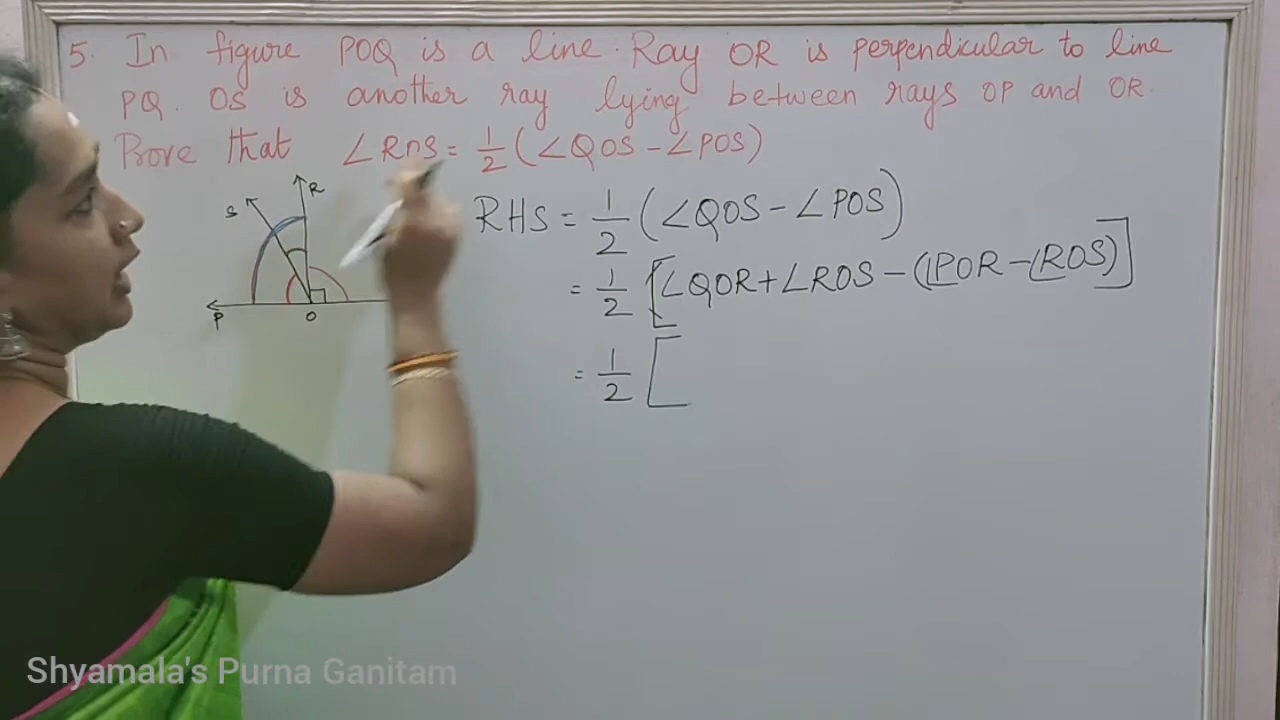 5. In figure POQ is a line. Ray OR is perpendicular to line
PQ. OS is another ray lying between rays OP and OR.
Prove that ∠ROS = 1/2 (∠QOS - ∠POS)
R
S
P
O
RHS = 1/2 (∠QOS - ∠POS)
= 1/2 [∠QOR + ∠ROS - (∠POR - ∠ROS)]
= 1/2 [
Shyamala's Purna Ganitam